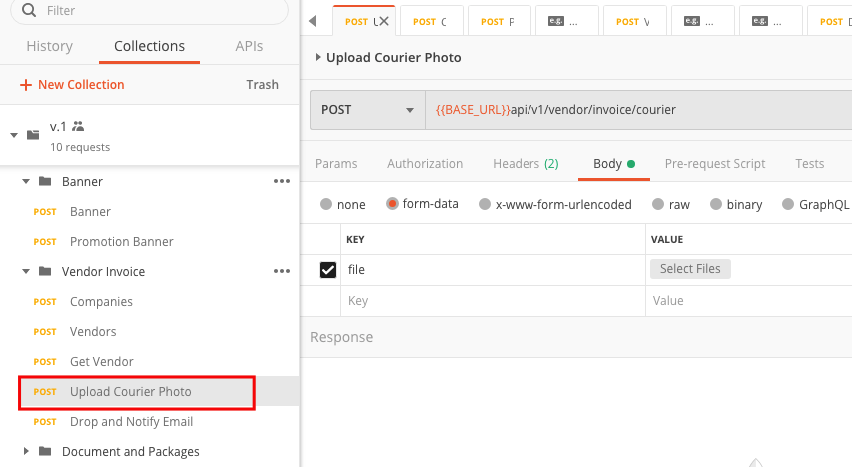 Filter
History Collections APIs
+ New Collection Trash
v.1
10 requests
Banner
POST Banner
POST Promotion Banner
Vendor Invoice
POST Companies
POST Vendors
POST Get Vendor
POST Upload Courier Photo
POST Drop and Notify Email
Document and Packages
POST POST C POST P e.g. ... POST V e.g. ... e.g. ... POST D
Upload Courier Photo
POST {{BASE_URL}}api/v1/vendor/invoice/courier
Params Authorization Headers (2) Body Pre-request Script Tests
none form-data x-www-form-urlencoded raw binary GraphQL
KEY VALUE
file Select Files
Key Value
Response